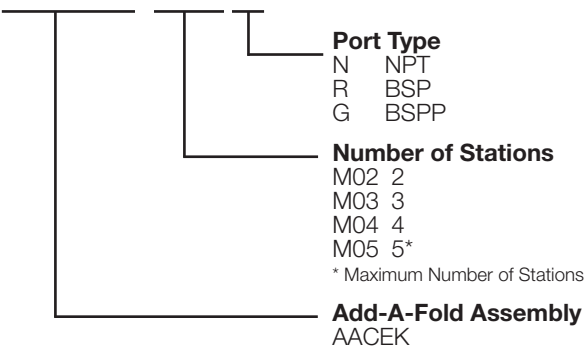 Port Type
N NPT
R BSP
G BSPP
Number of Stations
M02 2
M03 3
M04 4
M05 5*
* Maximum Number of Stations
Add-A-Fold Assembly
AACEK